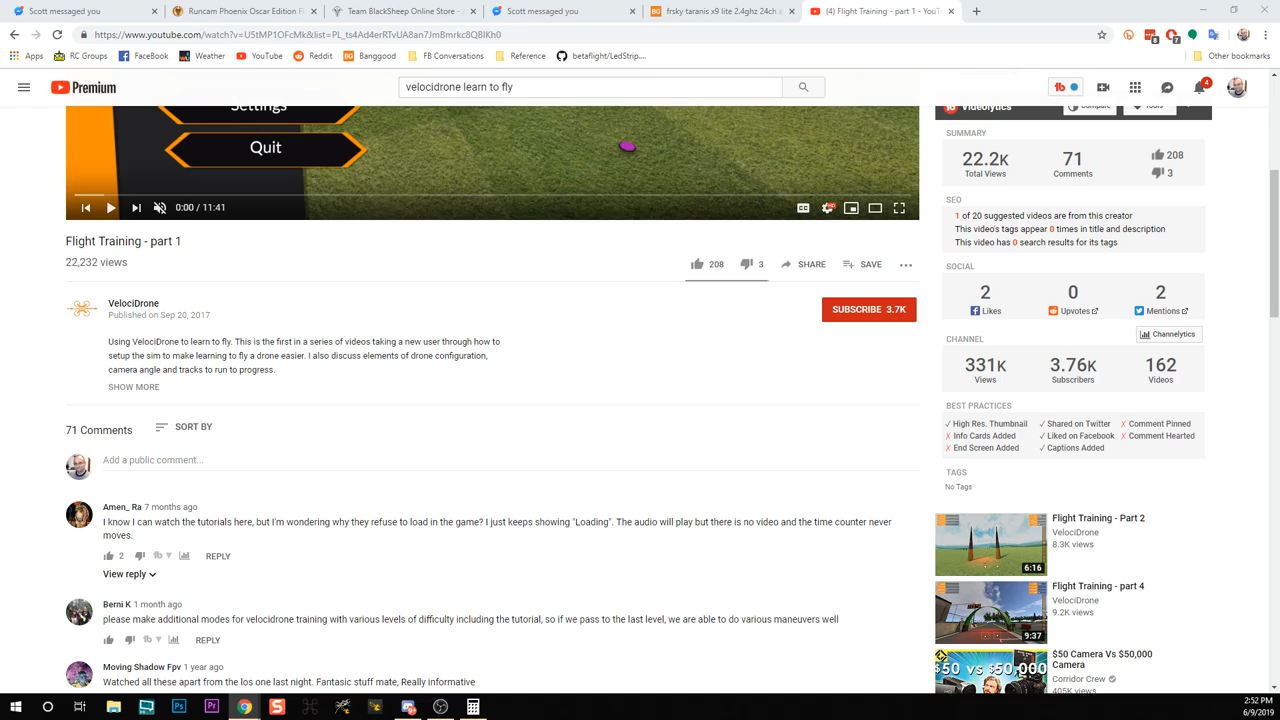 Scott messaged you
Runcam Phoenix Oscar Edition F
Team BlackSheep Online Store -
Scott messaged you
frsky taranis x9 lite 2.4ghz 24ch a
(4) Flight Training - part 1 - YouT
https://www.youtube.com/watch?v=U5tMP1OFcMk&list=PL_ts4Ad4erRTvUA8an7JmBmrkc8QBIKh0
Apps
GC Rewards
FaceBook
Weather
YouTube
Reddit
Banggood
FB Conversations
Reference
betaflight/LedStrip....
Other bookmarks
Premium
velocidrone learn to fly
4
Settings
Quit
0:00 / 11:41
Flight Training - part 1
22,232 views
208
3
SHARE
SAVE
VelociDrone
Published on Sep 20, 2017
SUBSCRIBE 3.7K
Using VelociDrone to learn to fly. This is the first in a series of videos taking a new user through how to
setup the sim to make learning to fly a drone easier. I also discuss elements of drone configuration,
camera angle and tracks to run to progress.
SHOW MORE
71 Comments
SORT BY
Add a public comment...
Amen_ Ra 7 months ago
I know I can watch the tutorials here, but I'm wondering why they refuse to load in the game? I just keeps showing "Loading". The audio will play but there is no video and the time counter never
moves.
2
REPLY
View reply
Berni K 1 month ago
please make additional modes for velocidrone training with various levels of difficulty including the tutorial, so if we pass to the last level, we are able to do various maneuvers well
REPLY
Moving Shadow Fpv 1 year ago
Watched all these apart from the los one last night. Fantasic stuff mate, Really informative
Videolytics
Compare
Tools
SUMMARY
22.2K
Total Views
71
Comments
208
3
SEO
1 of 20 suggested videos are from this creator
This video's tags appear 0 times in title and description
This video has 0 search results for its tags
SOCIAL
2
Likes
0
Upvotes
2
Mentions
CHANNEL
Channelytics
331K
Views
3.76K
Subscribers
162
Videos
BEST PRACTICES
✓ High Res. Thumbnail
✓ Shared on Twitter
✗ Comment Pinned
✗ Info Cards Added
✓ Liked on Facebook
✗ Comment Hearted
✗ End Screen Added
✓ Captions Added
TAGS
No Tags
Flight Training - Part 2
VelociDrone
8.3K views
6:16
Flight Training - part 4
VelociDrone
9.2K views
9:37
$50 Camera Vs $50,000
Camera
Corridor Crew
405K views
$50 vs $50,000
2:52 PM
6/9/2019